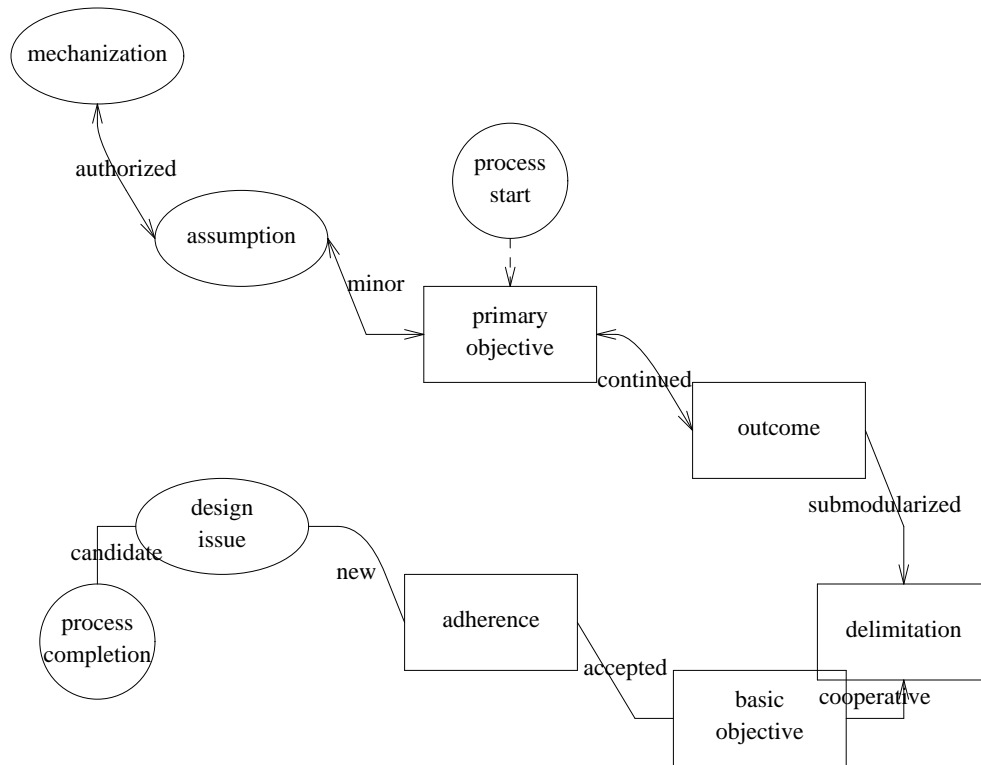 mechanization
authorized
process
start
assumption
minor
primary
objective
continued
outcome
submodularized
design
issue
candidate
new
process
completion
adherence
delimitation
accepted
basic
objective
cooperative